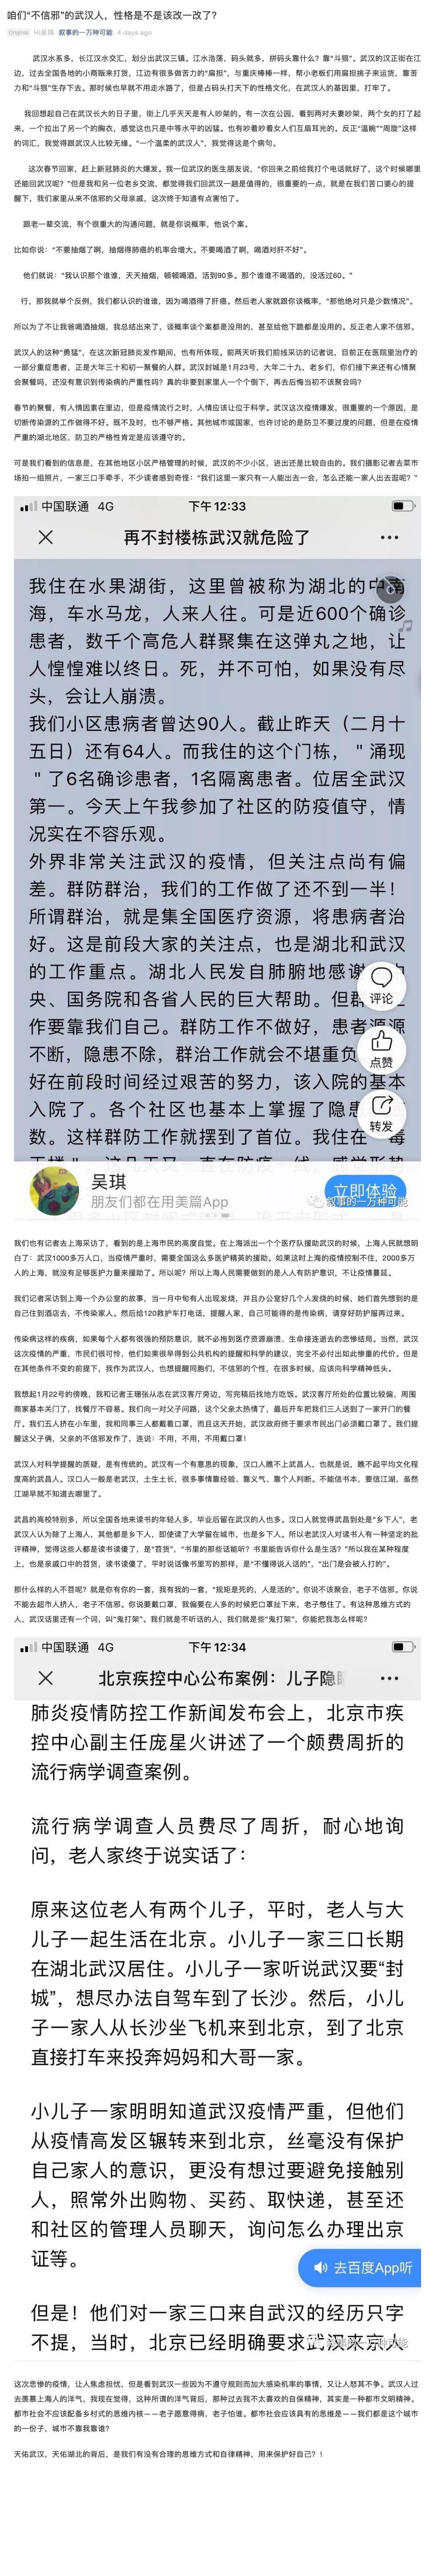 咱们“不信邪”的武汉人，性格是不是该改一改了?
Original Hi吴琪 叙事的一万种可能 4 days ago
武汉水系多，长江汉水交汇，划分出武汉三镇。江水浩荡，码头就多，拼码头靠什么？靠“斗狠”。武汉的汉正街在江
边，过去全国各地的小商贩来打货，江边有很多做苦力的“扁担”，与重庆棒棒一样，帮小老板们用扁担挑子来运货，靠苦
力和“斗狠”生存下去。那时候也早就不用走水路了，但是占码头打天下的性格文化，在武汉人的基因里，打牢了。
我回想起自己在武汉长大的日子里，街上几乎天天是有人吵架的。有一次在公园，看到两对夫妻吵架，两个女的打了起
来，一个拉出了另一个的胸衣，感觉这也只是中等水平的凶猛。也有吵着吵着女人们互扇耳光的。反正“温婉”“周旋”这样
的词汇，我觉得跟武汉人比较无缘。“一个温柔的武汉人”，我觉得这是个病句。
这次春节回家，赶上新冠肺炎的大爆发。我一位武汉的医生朋友说，“你回来之前给我打个电话就好了，这个时候哪里
还能回武汉呢？”但是我和另一位老乡交流，都觉得我们回武汉一趟是值得的，很重要的一点，就是在我们苦口婆心的提
醒下，我们家里从来不信邪的父母亲戚，这次终于知道有点害怕了。
跟老一辈交流，有个很重大的沟通问题，就是你说概率，他说个案。
比如你说：“不要抽烟了啊，抽烟得肺癌的机率会增大。不要喝酒了啊，喝酒对肝不好”。
他们就说：“我认识那个谁谁，天天抽烟，顿顿喝酒，活到90多。那个谁谁不喝酒的，没活过60。”
行，那我就举个反例，我们都认识的谁谁，因为喝酒得了肝癌。然后老人家就跟你谈概率，“那他绝对只是少数情况”。
所以为了不让我爸喝酒抽烟，我总结出来了，谈概率谈个案都是没用的，甚至给他下跪都是没用的。反正老人家不信邪。
武汉人的这种“勇猛”，在这次新冠肺炎发作期间，也有所体现。前两天听我们前线采访的记者说，目前正在医院里治疗的
一部分重症患者，正是大年三十和初一聚餐的人群。武汉封城是1月23号，大年二十九，老乡们，你们接下来还有心情聚
会聚餐吗，还没有意识到传染病的严重性吗？真的非要到家里人一个个倒下，再去后悔当初不该聚会吗？
春节的聚餐，有人情因素在里边，但是疫情流行之时，人情应该让位于科学。武汉这次疫情爆发，很重要的一个原因，是
切断传染源的工作做得不好。既不及时，也不够严格。其他城市或国家，也许讨论的是防卫不要过度的问题，但是在疫情
严重的湖北地区，防卫的严格性肯定是应该遵守的。
可是我们看到的信息是，在其他地区小区严格管理的时候，武汉的不少小区，进出还是比较自由的。我们摄影记者去菜市
场拍一组照片，一家三口手牵手，不少读者感到奇怪：“我们这里一家只有一人能出去一会，怎么还能一家人出去逛呢？”
中国联通 4G 下午12:33
再不封楼栋武汉就危险了
我住在水果湖街，这里曾被称为湖北的中南
海，车水马龙，人来人往。可是近600个确诊
患者，数千个高危人群聚集在这弹丸之地，让
人惶惶难以终日。死，并不可怕，如果没有尽
头，会让人崩溃。
我们小区患病者曾达90人。截止昨天（二月十
五日）还有64人。而我住的这个门栋，＂涌现
＂了6名确诊患者，1名隔离患者。位居全武汉
第一。今天上午我参加了社区的防疫值守，情
况实在不容乐观。
外界非常关注武汉的疫情，但关注点尚有偏
差。群防群治，我们的工作做了还不到一半！
所谓群治，就是集全国医疗资源，将患病者治
好。这是前段大家的关注点，也是湖北和武汉
的工作重点。湖北人民发自肺腑地感谢
央、国务院和各省人民的巨大帮助。但群
作要靠我们自己。群防工作不做好，患者源源
不断，隐患不除，群治工作就会不堪重负
好在前段时间经过艰苦的努力，该入院的基本
入院了。各个社区也基本上掌握了隐患
数。这样群防工作就摆到了首位。我住在
评论
点赞
转发
吴琪
朋友们都在用美篇App
立即体验
叙事的一万种可能
我们也有记者去上海采访了，看到的是上海市民的高度自觉。在上海派出一个个医疗队援助武汉的时候，上海人民就想明
白了：武汉1000多万人口，当疫情严重时，需要全国这么多医护精英的援助。如果这时上海的疫情控制不住，2000多万
人的上海，就没有足够医护力量来援助了。所以呢？所以上海人民需要做到的是人人有防护意识，不让疫情蔓延。
我们记者采访到上海一个办公室的故事，当一月中旬有人出现发烧，并且办公室好几个人发烧的时候，她们首先想到的是
自己住到酒店去，不传染家人。然后给120救护车打电话，提醒人家，自己可能得的是传染病，请穿好防护服再过来。
传染病这样的疾病，如果每个人都有很强的预防意识，就不必拖到医疗资源崩溃、生命接连逝去的悲惨结局。当然，武汉
这次疫情的严重，市民们很可怜，他们如果很早得到公共机构的提醒和科学的建议，完全不必付出如此惨重的代价。但是
在其他条件不变的前提下，我作为武汉人，也想提醒同胞们，不信邪的个性，在很多时候，应该向科学精神低头。
我想起1月22号的傍晚，我和记者王珊张从志在武汉客厅旁边，写完稿后找地方吃饭。武汉客厅所处的位置比较偏，周围
商家基本关门了，找餐厅不容易。我们向一对父子问路，这个父亲太热情了，最后开车把我们三人送到了一家开门的餐
厅。我们五人挤在小车里，我和同事三人都戴着口罩，而且这天开始，武汉政府终于要求市民出门必须戴口罩了。我们提
醒这父子俩，父亲的不信邪发作了，连说：不用，不用，不用戴口罩！
武汉人对科学提醒的质疑，是有传统的。武汉有一个有意思的现象，汉口人瞧不上武昌人，也就是说，瞧不起平均文化程
度高的武昌人。汉口人一般是老武汉，土生土长，很多事情靠经验、靠义气、靠个人判断。不能信书本，要信江湖，虽然
江湖早就不知道去哪里了。
武昌的高校特别多，所以全国各地来读书的年轻人多，毕业后留在武汉的人也多。汉口人就觉得武昌到处是“乡下人”，老
武汉人认为除了上海人，其他都是乡下人，即使读了大学留在城市，也是乡下人。所以老武汉人对读书人有一种坚定的批
评精神，觉得这些人都是读书读傻了，是“苕货”，“书里的那些话能听？书里能告诉你什么是生活？”所以我在某种程度
上，也是亲戚口中的苕货，读书读傻了，平时说话像书里写的那样，是“不懂得说人话的”，“出门是会被人打的”。
那什么样的人不苕呢？就是你有你的一套，我有我的一套，“规矩是死的，人是活的”。你说不该聚会，老子不信邪。你说
不能去超市人挤人，老子不信邪。你说要戴口罩，我偏要在人多的时候把口罩扯下来，老子憋住了。有这种思维方式的
人，武汉话里还有一个词，叫“鬼打架”。我们就是不听话的人，我们就是些“鬼打架”，你能把我怎么样呢？
中国联通 4G 下午12:34
北京疾控中心公布案例：儿子隐
肺炎疫情防控工作新闻发布会上，北京市疾
控中心副主任庞星火讲述了一个颇费周折的
流行病学调查案例。
流行病学调查人员费尽了周折，耐心地询
问，老人家终于说实话了：
原来这位老人有两个儿子，平时，老人与大
儿子一起生活在北京。小儿子一家三口长期
在湖北武汉居住。小儿子一家听说武汉要“封
城”，想尽办法自驾车到了长沙。然后，小儿
子一家人从长沙坐飞机来到北京，到了北京
直接打车来投奔妈妈和大哥一家。
小儿子一家明明知道武汉疫情严重，但他们
从疫情高发区辗转来到北京，丝毫没有保护
自己家人的意识，更没有想过要避免接触别
人，照常外出购物、买药、取快递，甚至还
和社区的管理人员聊天，询问怎么办理出京
证等。
去百度App听
但是！他们对一家三口来自武汉的经历只字
不提，当时，北京已经明确要求武汉来京人
这次悲惨的疫情，让人焦虑担忧，但是看到武汉一些因为不遵守规则而加大感染机率的事情，又让人怒其不争。武汉人过
去羡慕上海人的洋气，我现在觉得，这种所谓的洋气背后，那种过去我不太喜欢的自保精神，其实是一种都市文明精神。
都市社会不应该配备乡村式的思维内核——老子愿意得病，老子怕谁。都市社会应该具有的思维是——我们都是这个城市
的一份子，城市不靠我靠谁？
天佑武汉，天佑湖北的背后，是我们有没有合理的思维方式和自律精神，用来保护好自己？！